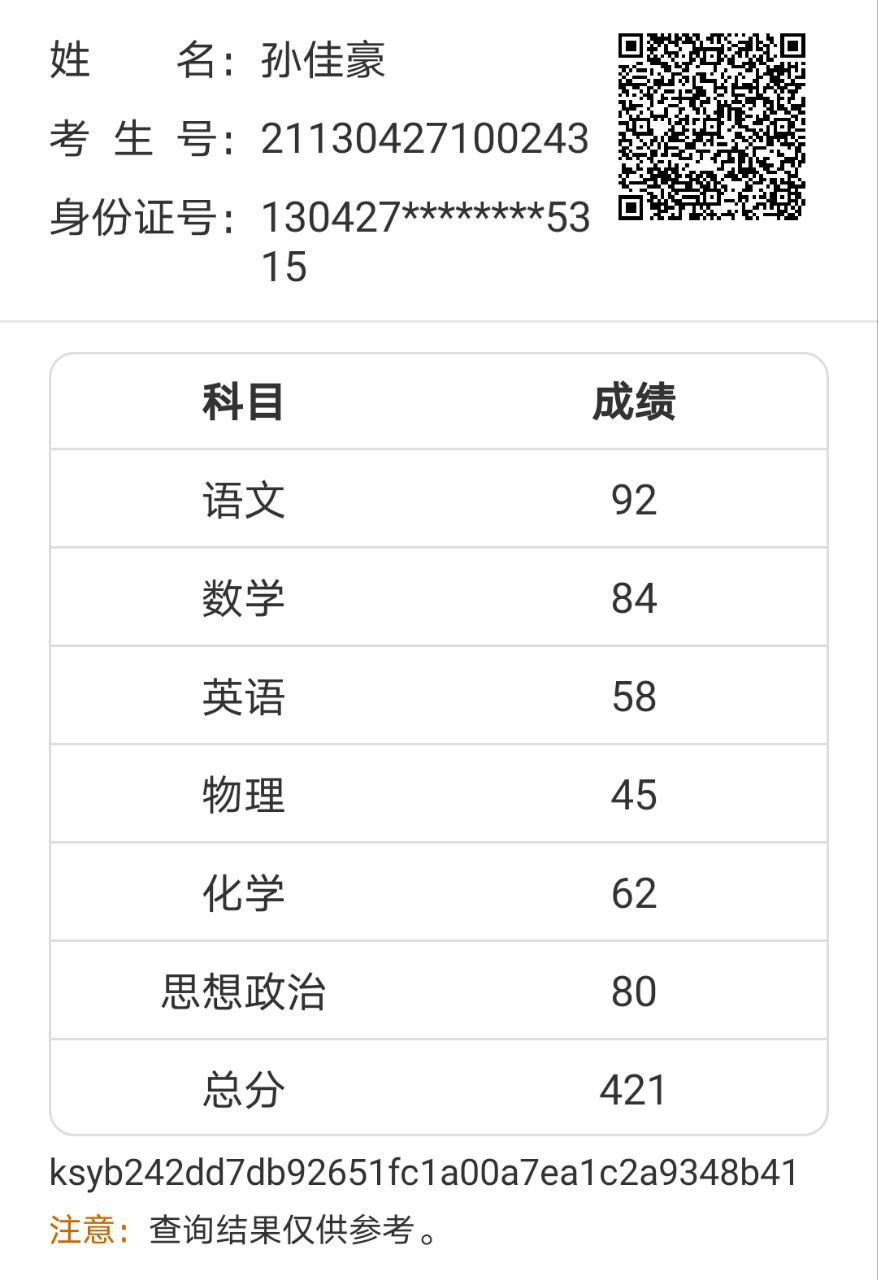 姓名：孙佳豪
考生号：21130427100243
身份证号：130427********53
15
科目 成绩
语文 92
数学 84
英语 58
物理 45
化学 62
思想政治 80
总分 421
ksyb242dd7db92651fc1a00a7ea1c2a9348b41
注意：查询结果仅供参考。